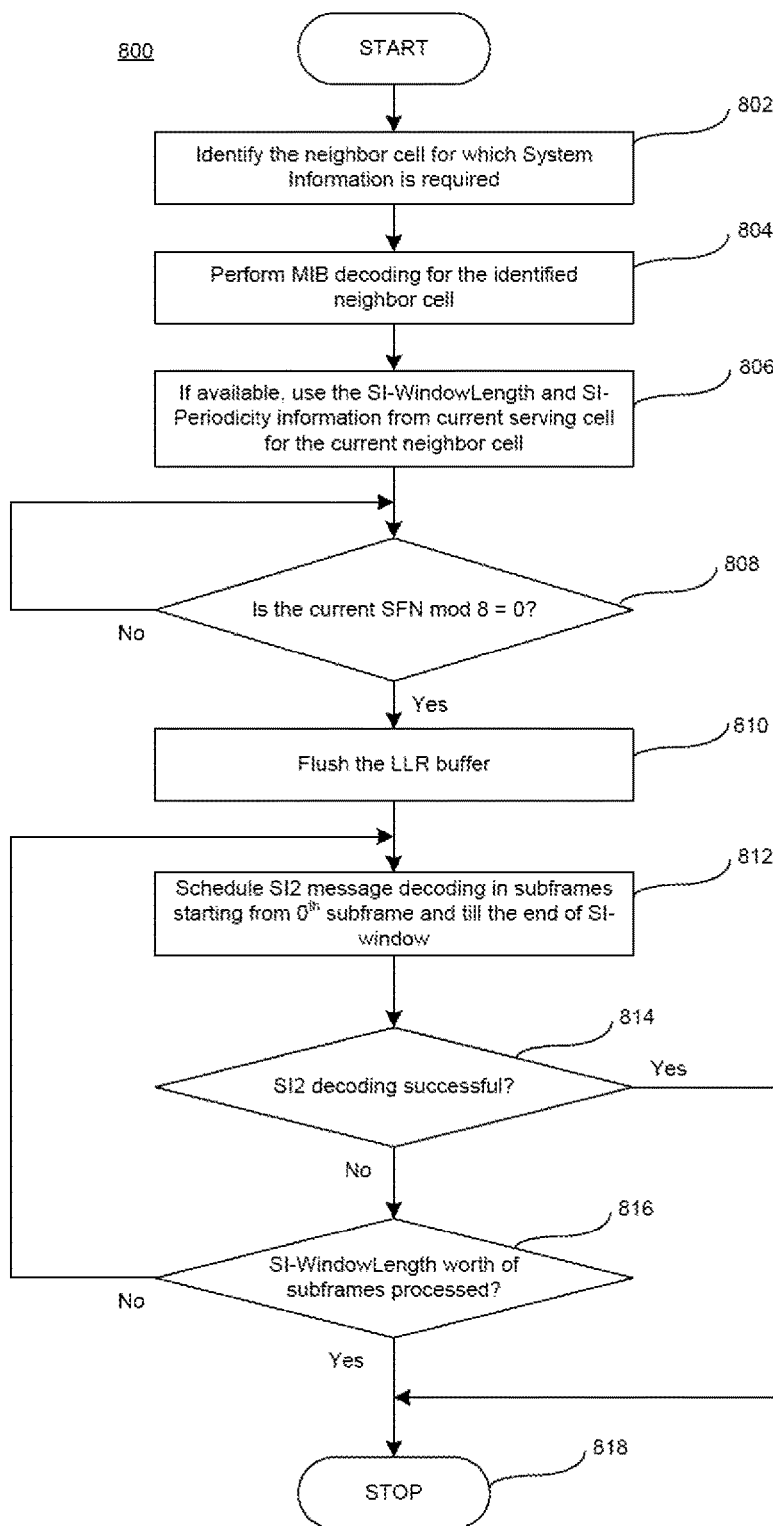 800
START
802
Identify the neighbor cell for which System
Information is required
804
Perform MIB decoding for the identified
neighbor cell
806
If available, use the SI-WindowLength and SI-
Periodicity information from current serving cell
for the current neighbor cell
808
Is the current SFN mod 8 = 0?
No
Yes
810
Flush the LLR buffer
812
Schedule SI2 message decoding in subframes
starting from 0th subframe and till the end of SI-
window
814
SI2 decoding successful?
Yes
No
816
SI-WindowLength worth of
subframes processed?
No
Yes
818
STOP